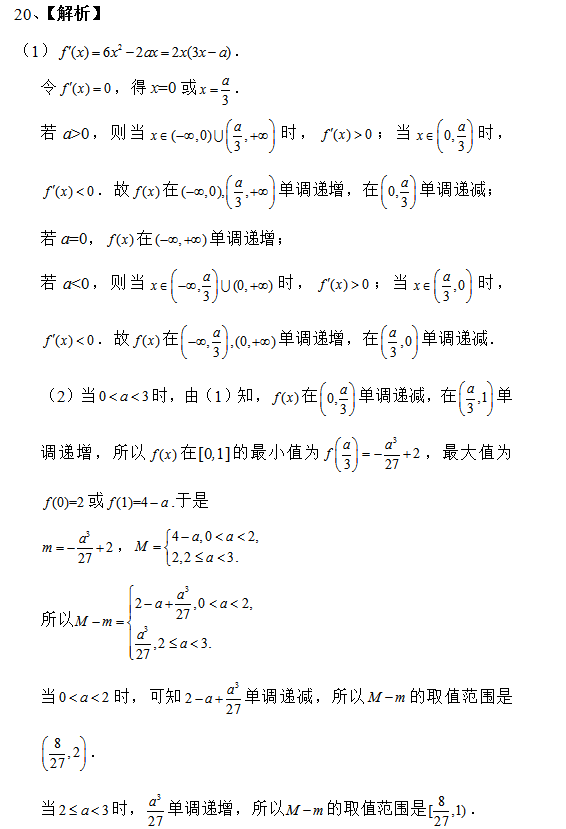 20、【解析】
（1） f′(x)=6x²−2ax=2x(3x−a)．
令 f′(x)=0，得 x=0 或 x=a/3．
若 a>0，则当 x∈(−∞,0)∪(a/3,+∞) 时，f′(x)>0；当 x∈(0,a/3) 时，
f′(x)<0．故 f(x) 在 (−∞,0),(a/3,+∞) 单调递增，在 (0,a/3) 单调递减；
若 a=0，f(x) 在 (−∞,+∞) 单调递增；
若 a<0，则当 x∈(−∞,a/3)∪(0,+∞) 时，f′(x)>0；当 x∈(a/3,0) 时，
f′(x)<0．故 f(x) 在 (−∞,a/3),(0,+∞) 单调递增，在 (a/3,0) 单调递减．
（2）当 0<a<3 时，由（1）知，f(x) 在 (0,a/3) 单调递减，在 (a/3,1) 单
调递增，所以 f(x) 在[0,1]的最小值为 f(a/3)=−a³/27+2，最大值为
f(0)=2 或 f(1)=4−a .于是
m=−a³/27+2，M={4−a,0<a<2, 2,2≤a<3.
所以 M−m={2−a+a³/27,0<a<2, a³/27,2≤a<3.
当 0<a<2 时，可知 2−a+a³/27 单调递减，所以 M−m 的取值范围是
(8/27,2)．
当 2≤a<3 时，a³/27 单调递增，所以 M−m 的取值范围是 [8/27,1)．